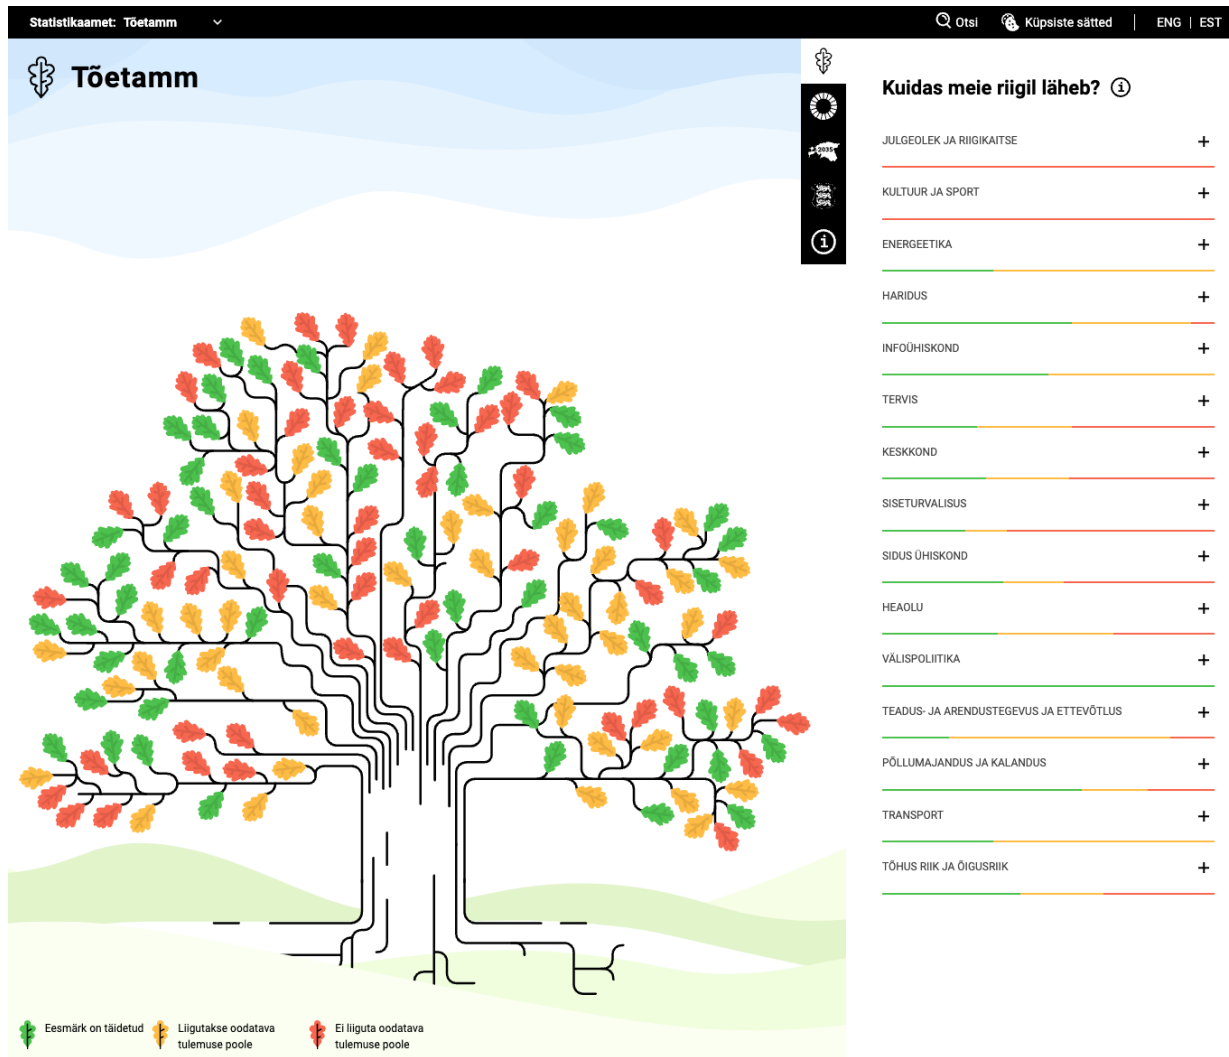 Statistikaamet: Tõetamm
Otsi
Küpsiste sätted
ENG | EST
Tõetamm
2035
Kuidas meie riigil läheb?
JULGEOLEK JA RIIGIKAITSE
KULTUUR JA SPORT
ENERGEETIKA
HARIDUS
INFOÜHISKOND
TERVIS
KESKKOND
SISETURVALISUS
SIDUS ÜHISKOND
HEAOLU
VÄLISPOLIITIKA
TEADUS- JA ARENDUSTEGEVUS JA ETTEVÕTLUS
PÕLLUMAJANDUS JA KALANDUS
TRANSPORT
TÕHUS RIIK JA ÕIGUSRIIK
Eesmärk on täidetud
Liigutakse oodatava
tulemuse poole
Ei liiguta oodatava
tulemuse poole